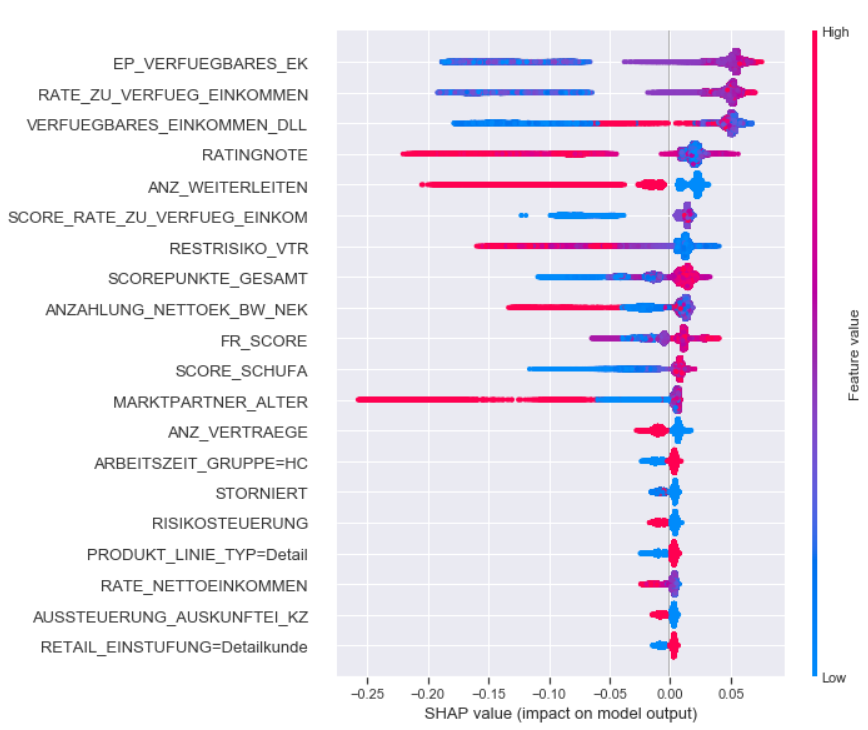 High
EP_VERFUEGBARES_EK
RATE_ZU_VERFUEG_EINKOMMEN
VERFUEGBARES_EINKOMMEN_DLL
RATINGNOTE
ANZ_WEITERLEITEN
SCORE_RATE_ZU_VERFUEG_EINKOM
RESTRISIKO_VTR
SCOREPUNKTE_GESAMT
ANZAHLUNG_NETTOEK_BW_NEK
FR_SCORE
SCORE_SCHUFA
MARKTPARTNER_ALTER
ANZ_VERTRAEGE
ARBEITSZEIT_GRUPPE=HC
STORNIERT
RISIKOSTEUERUNG
PRODUKT_LINIE_TYP=Detail
RATE_NETTOEINKOMMEN
AUSSTEUERUNG_AUSKUNFTEI_KZ
RETAIL_EINSTUFUNG=Detailkunde
Feature value
Low
−0.25 −0.20 −0.15 −0.10 −0.05 0.00 0.05
SHAP value (impact on model output)